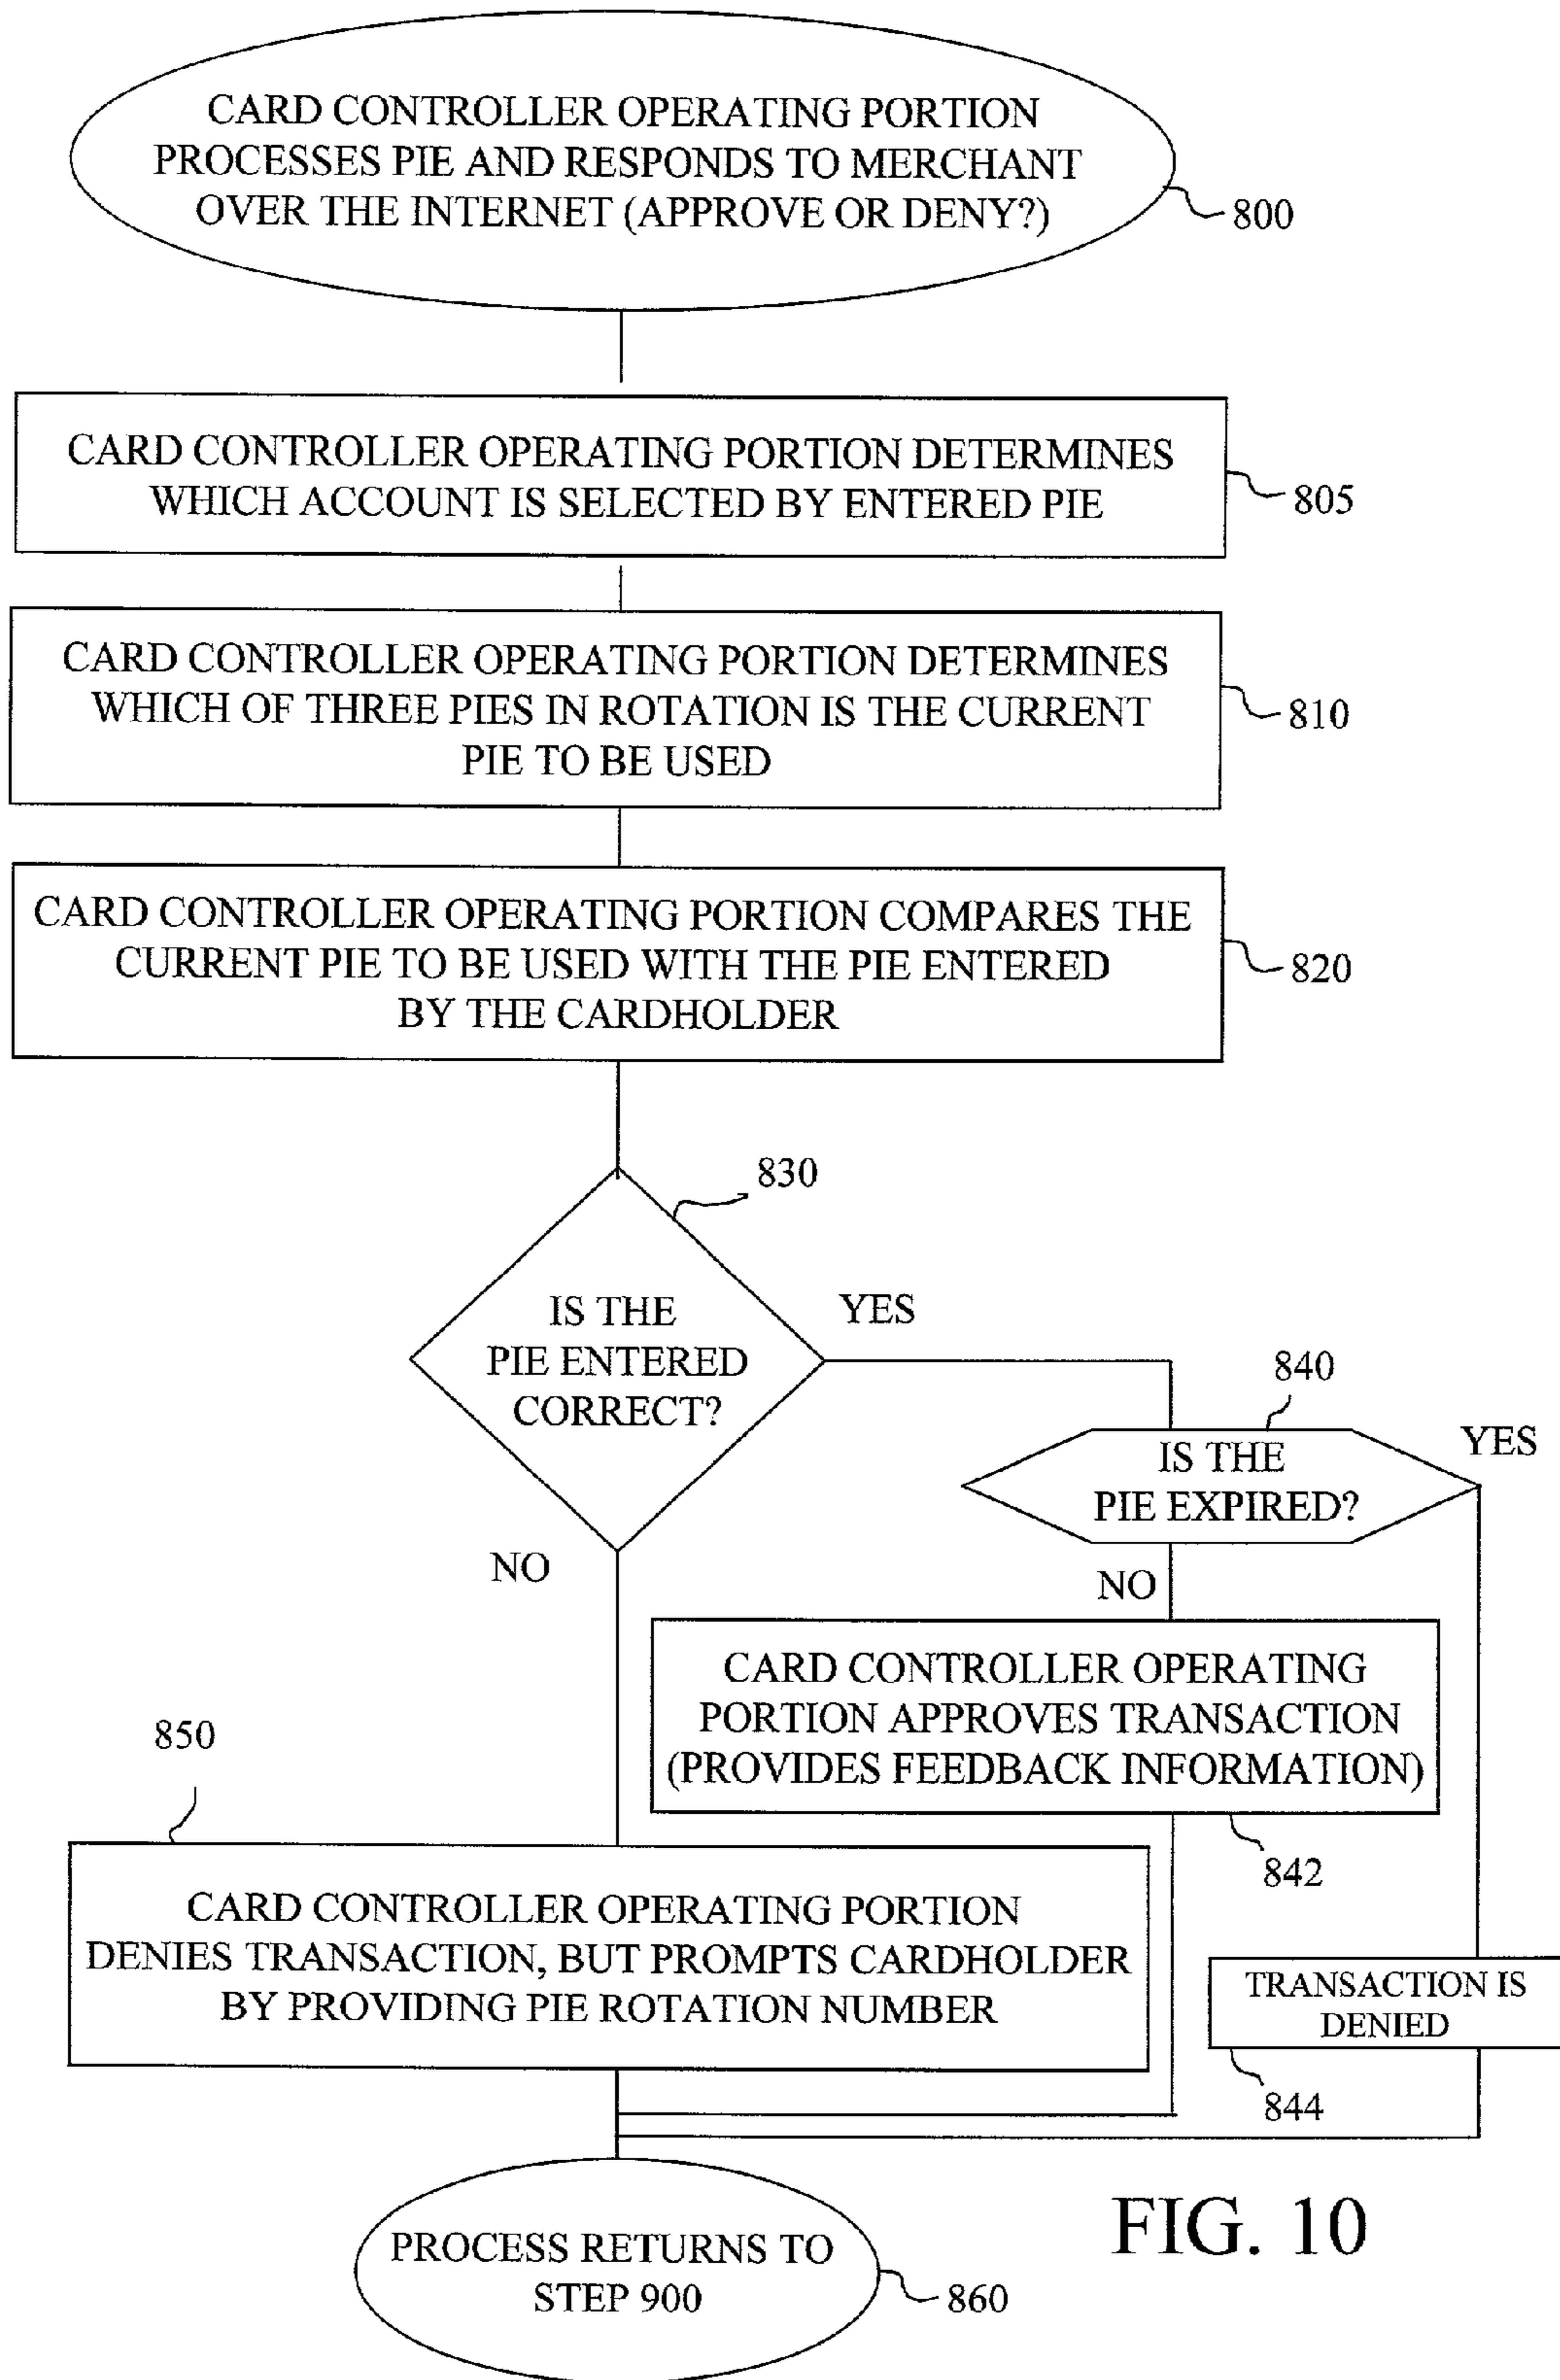 CARD CONTROLLER OPERATING PORTION
PROCESSES PIE AND RESPONDS TO MERCHANT
OVER THE INTERNET (APPROVE OR DENY?)
800
CARD CONTROLLER OPERATING PORTION DETERMINES
WHICH ACCOUNT IS SELECTED BY ENTERED PIE
805
CARD CONTROLLER OPERATING PORTION DETERMINES
WHICH OF THREE PIES IN ROTATION IS THE CURRENT
PIE TO BE USED
810
CARD CONTROLLER OPERATING PORTION COMPARES THE
CURRENT PIE TO BE USED WITH THE PIE ENTERED
BY THE CARDHOLDER
820
830
IS THE
PIE ENTERED
CORRECT?
YES
840
IS THE
PIE EXPIRED?
YES
NO
NO
CARD CONTROLLER OPERATING
PORTION APPROVES TRANSACTION
(PROVIDES FEEDBACK INFORMATION)
842
850
CARD CONTROLLER OPERATING PORTION
DENIES TRANSACTION, BUT PROMPTS CARDHOLDER
BY PROVIDING PIE ROTATION NUMBER
TRANSACTION IS
DENIED
844
PROCESS RETURNS TO
STEP 900
860
FIG. 10